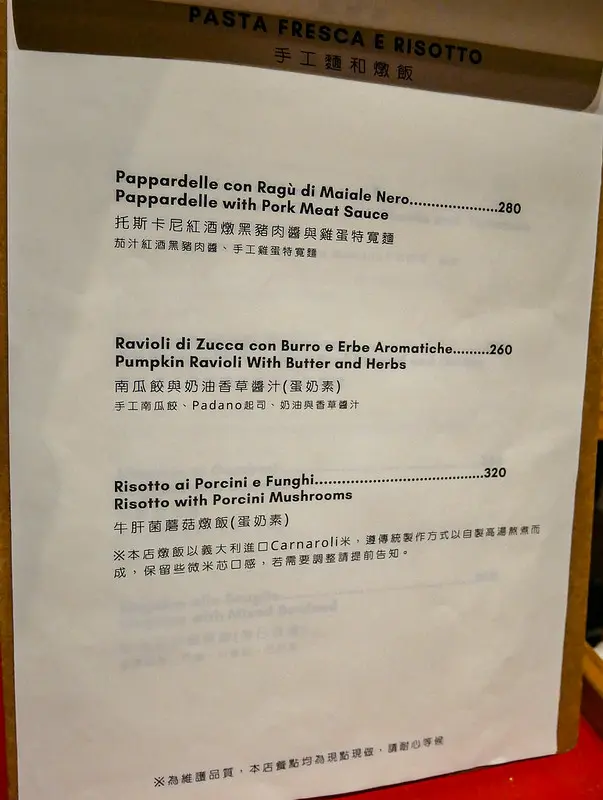 PASTA FRESCA E RISOTTO
手工麵和燉飯
Pappardelle con Ragù di Maiale Nero.....................280
Pappardelle with Pork Meat Sauce
托斯卡尼紅酒燉黑豬肉醬與雞蛋特寬麵
茄汁紅酒黑豬肉醬、手工雞蛋特寬麵
Ravioli di Zucca con Burro e Erbe Aromatiche.........260
Pumpkin Ravioli With Butter and Herbs
南瓜餃與奶油香草醬汁(蛋奶素)
手工南瓜餃、Padano起司、奶油與香草醬汁
Risotto ai Porcini e Funghi.........................................320
Risotto with Porcini Mushrooms
牛肝菌蘑菇燉飯(蛋奶素)
※本店燉飯以義大利進口Carnaroli米，遵傳統製作方式以自製高湯熬煮而
成，保留些微米芯口感，若需要調整請提前告知。
※為維護品質，本店餐點均為現點現做，請耐心等候